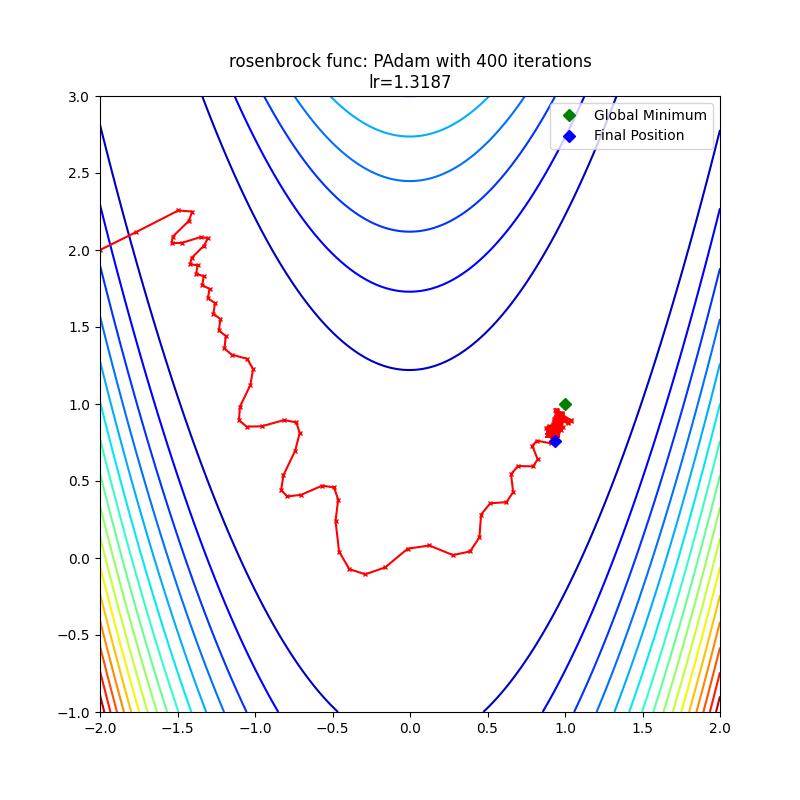 rosenbrock func: PAdam with 400 iterations
lr=1.3187
Global Minimum
Final Position
3.0
2.5
2.0
1.5
1.0
0.5
0.0
−0.5
−1.0
−2.0 −1.5 −1.0 −0.5 0.0 0.5 1.0 1.5 2.0